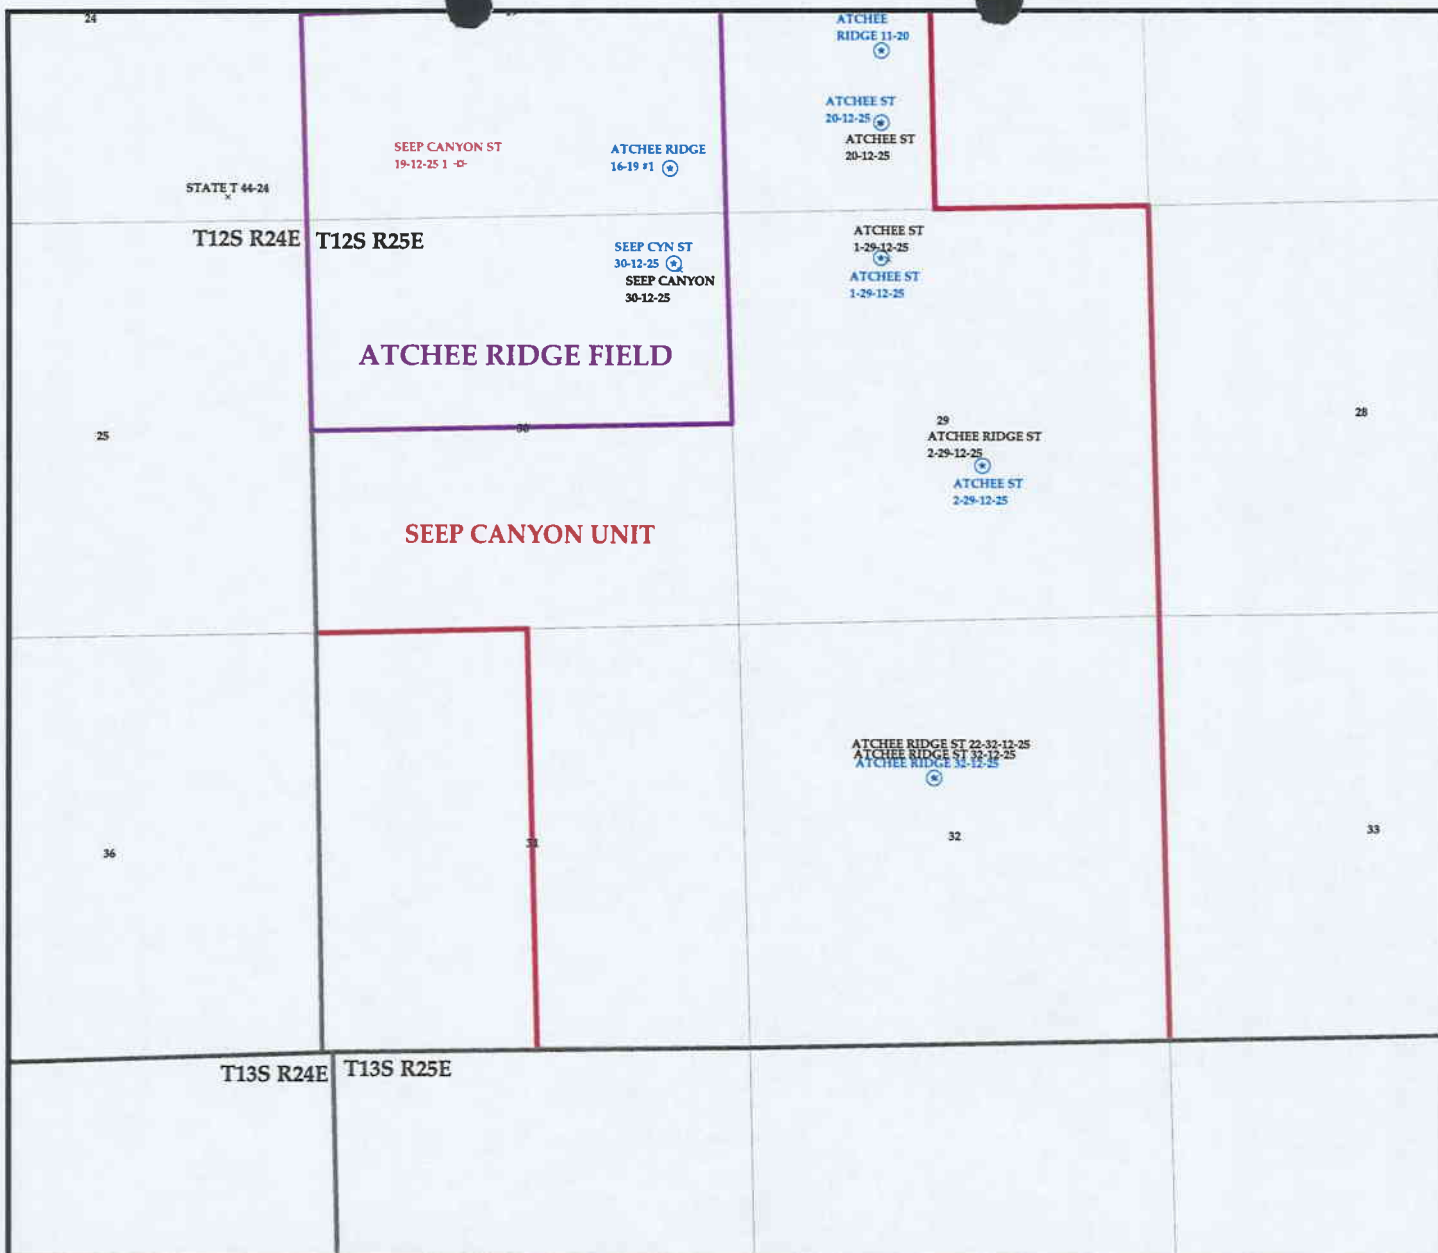 24
ATCHEE
RIDGE 11-20
ATCHEE ST
20-12-25
ATCHEE ST
20-12-25
SEEP CANYON ST
19-12-25 1
ATCHEE RIDGE
16-19 #1
STATE T 44-24
T12S R24E
T12S R25E
SEEP CYN ST
30-12-25
SEEP CANYON
30-12-25
ATCHEE ST
1-29-12-25
ATCHEE ST
1-29-12-25
ATCHEE RIDGE FIELD
25
30
29
28
ATCHEE RIDGE ST
2-29-12-25
ATCHEE ST
2-29-12-25
SEEP CANYON UNIT
ATCHEE RIDGE ST 22-32-12-25
ATCHEE RIDGE ST 32-12-25
ATCHEE RIDGE 32-12-25
36
31
32
33
T13S R24E
T13S R25E